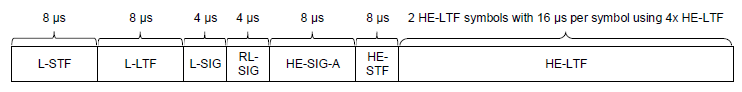 8 µs 8 µs 4 µs 4 µs 8 µs 8 µs 2 HE-LTF symbols with 16 µs per symbol using 4x HE-LTF
L-STF L-LTF L-SIG RL-SIG HE-SIG-A HE-STF HE-LTF